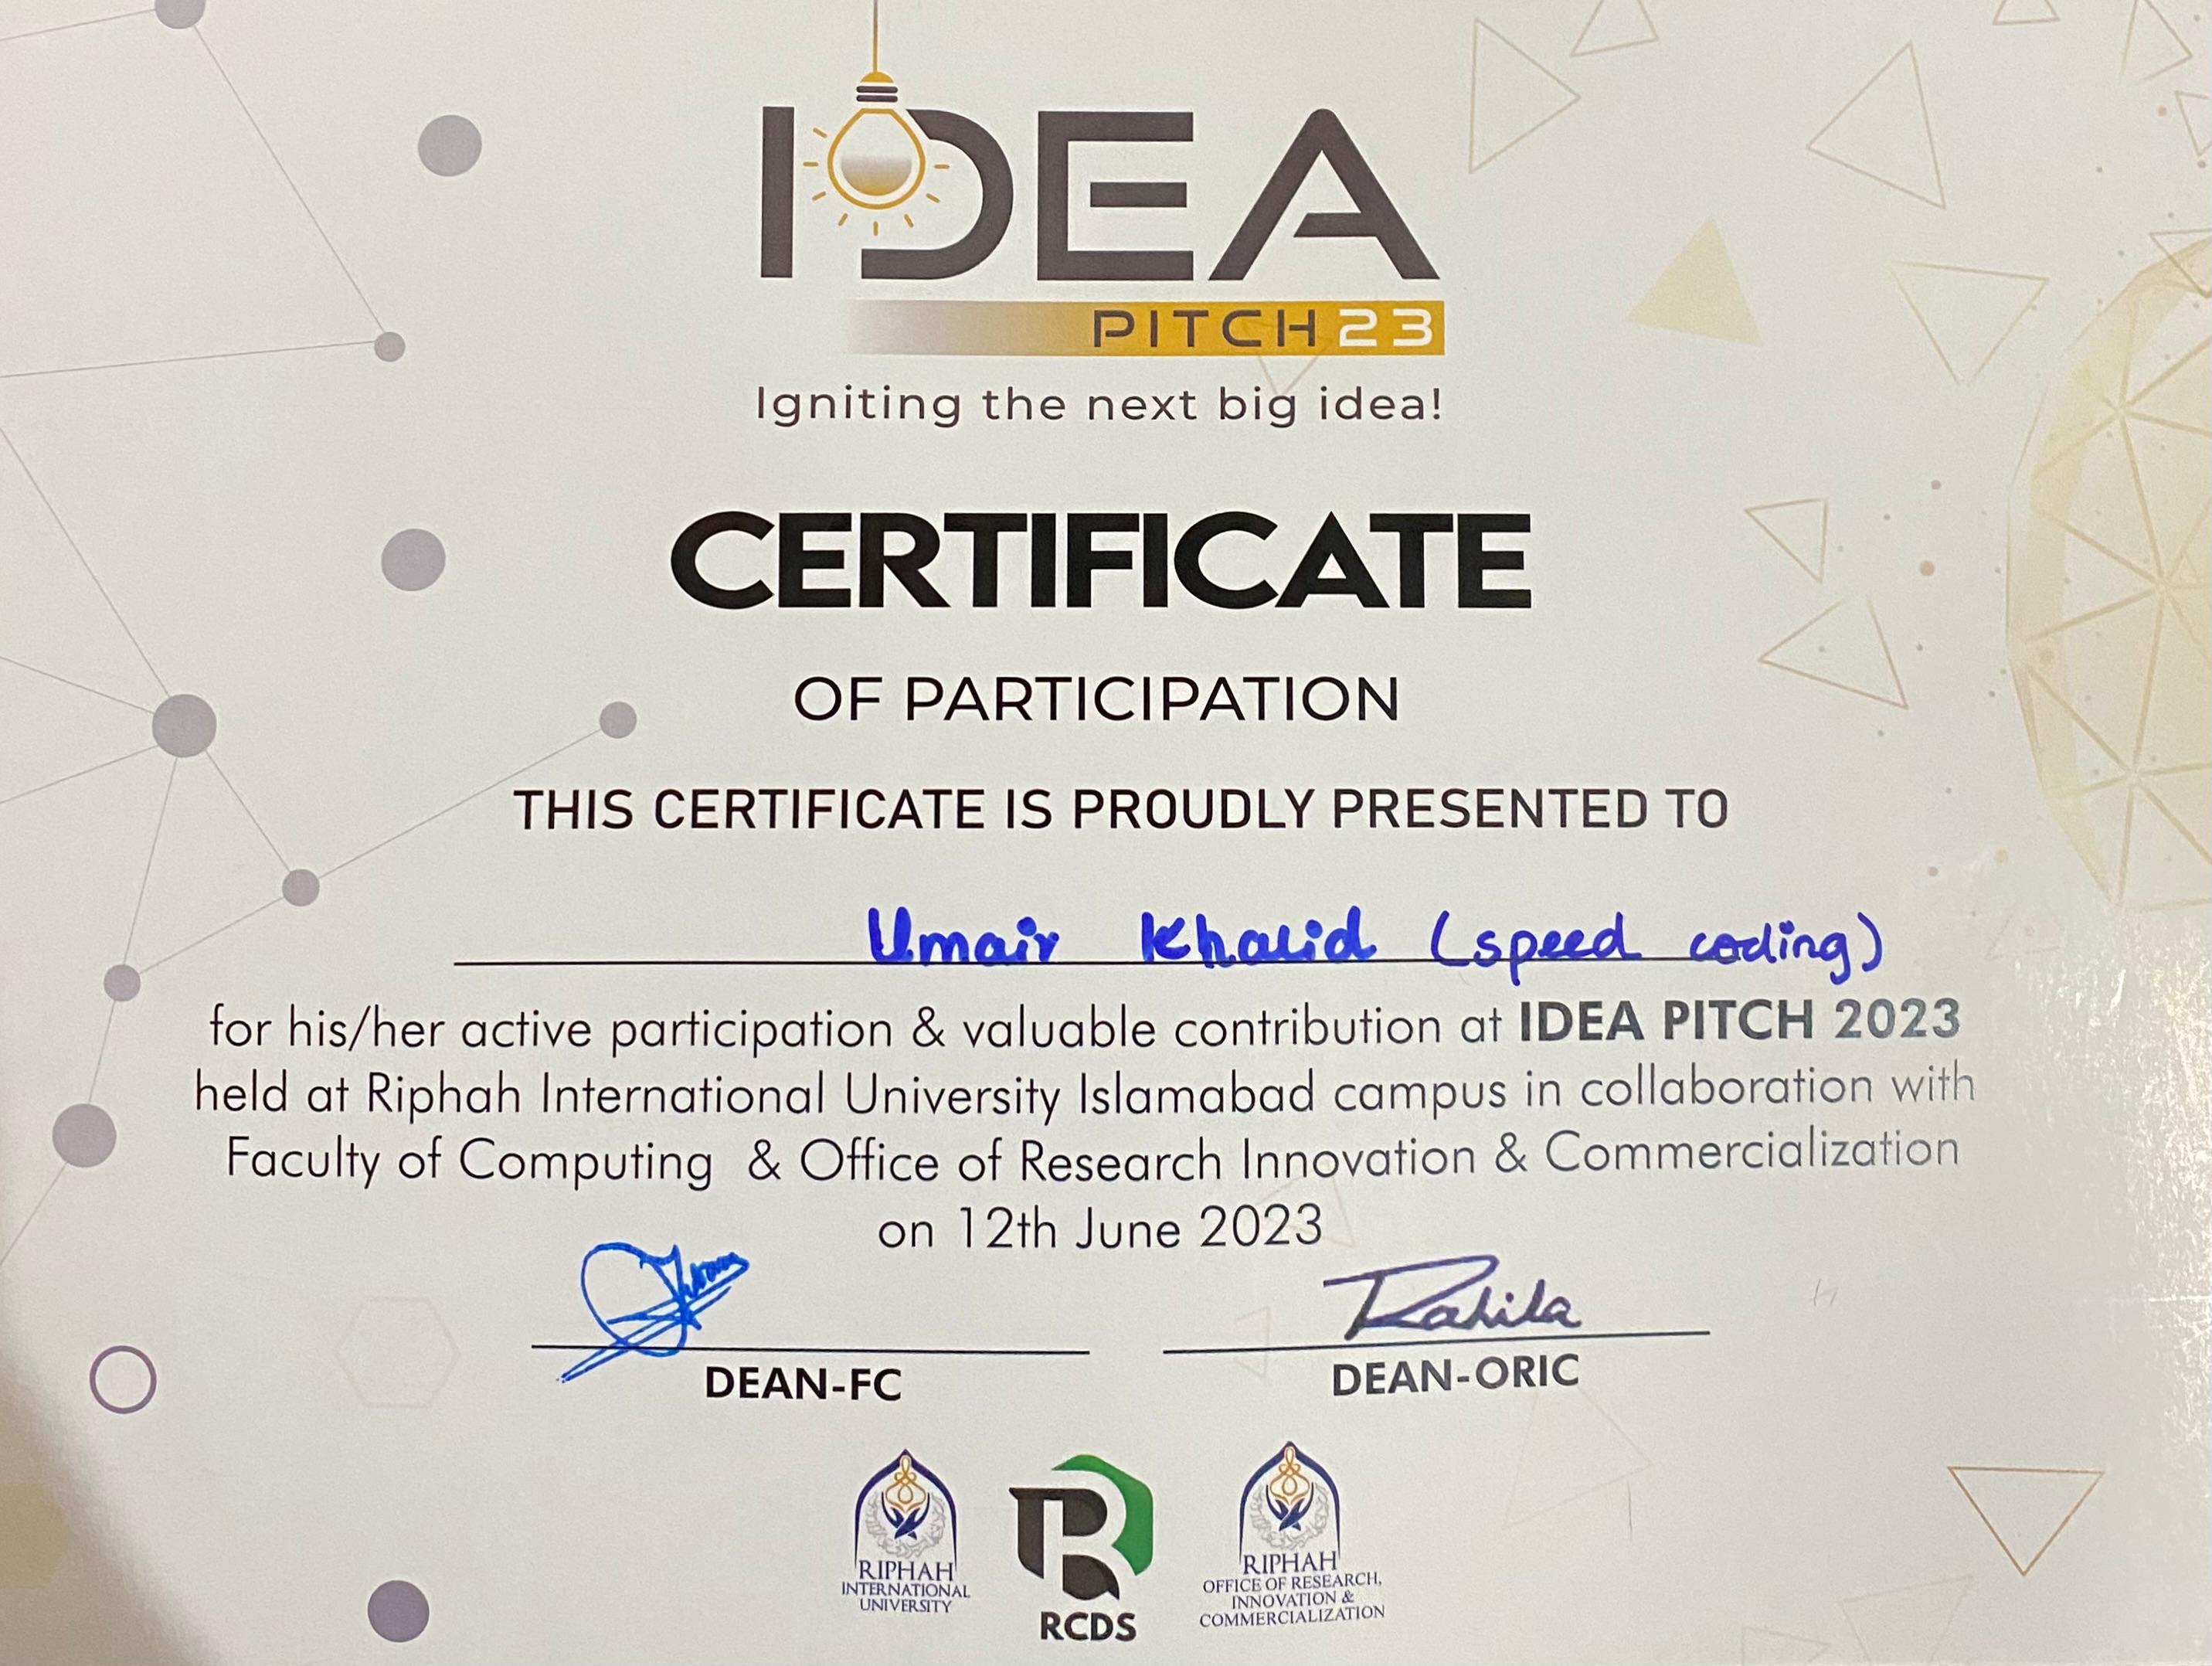 IDEA
PITCH23
Igniting the next big idea!
CERTIFICATE
OF PARTICIPATION
THIS CERTIFICATE IS PROUDLY PRESENTED TO
Umair Khalid (speed coding)
for his/her active participation & valuable contribution at IDEA PITCH 2023
held at Riphah International University Islamabad campus in collaboration with
Faculty of Computing & Office of Research Innovation & Commercialization
on 12th June 2023
Rahila
DEAN-FC DEAN-ORIC
RIPHAH
INTERNATIONAL
UNIVERSITY
RCDS
RIPHAH
OFFICE OF RESEARCH,
INNOVATION &
COMMERCIALIZATION